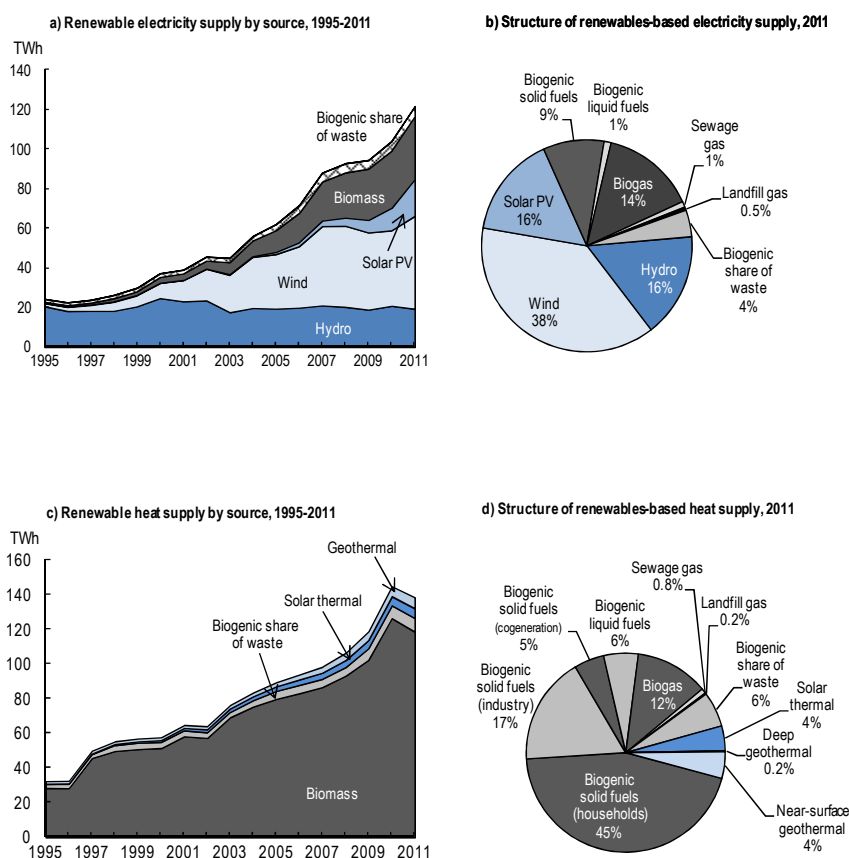 a) Renewable electricity supply by source, 1995-2011
TWh
140
120
100
80
60
40
20
0
1995
1997
1999
2001
2003
2005
2007
2009
2011
Biogenic share
of waste
Biomass
Solar PV
Wind
Hydro
b) Structure of renewables-based electricity supply, 2011
Biogenic
solid fuels
9%
Biogenic
liquid fuels
1%
Sewage
gas
1%
Biogas
14%
Landfill gas
0.5%
Solar PV
16%
Biogenic
share of
waste
4%
Hydro
16%
Wind
38%
c) Renewable heat supply by source, 1995-2011
TWh
160
140
120
100
80
60
40
20
0
1995
1997
1999
2001
2003
2005
2007
2009
2011
Geothermal
Solar thermal
Biogenic share
of waste
Biomass
d) Structure of renewables-based heat supply, 2011
Sewage gas
0.8%
Biogenic
solid fuels
(cogeneration)
5%
Biogenic
liquid fuels
6%
Landfill gas
0.2%
Biogenic
share of
waste
6%
Biogenic
solid fuels
(industry)
17%
Biogas
12%
Solar
thermal
4%
Deep
geothermal
0.2%
Biogenic
solid fuels
(households)
45%
Near-surface
geothermal
4%